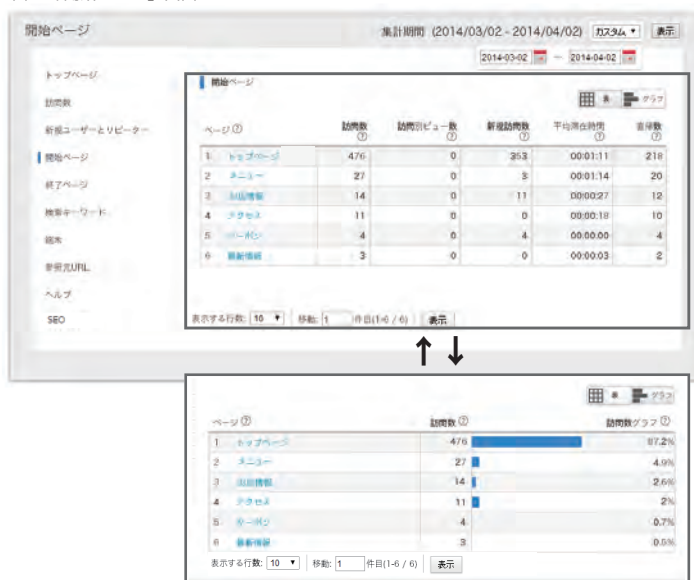 開始ページ 集計期間 (2014/03/02 - 2014/04/02) カスタム ▼ 表示
2014-03-02 ~ 2014-04-02
トップページ
訪問数
新規ユーザーとリピーター
開始ページ
終了ページ
検索キーワード
端末
参照元URL
ヘルプ
SEO
開始ページ
表 グラフ
ページ ? 訪問数 ? 訪問別ビュー数 ? 新規訪問数 ? 平均滞在時間 ? 直帰数 ?
1 トップページ 476 0 353 00:01:11 218
2 メニュー 27 0 3 00:01:14 20
3 出店情報 14 0 11 00:00:27 12
4 アクセス 11 0 0 00:00:18 10
5 クーポン 4 0 4 00:00:00 4
6 最新情報 3 0 0 00:00:03 2
表示する行数: 10 ▼ 移動: 1 件目(1-6 / 6) 表示
↑ ↓
表 グラフ
ページ ? 訪問数 ? 訪問数グラフ ?
1 トップページ 476 87.2%
2 メニュー 27 4.9%
3 出店情報 14 2.6%
4 アクセス 11 2%
5 クーポン 4 0.7%
6 最新情報 3 0.5%
表示する行数: 10 ▼ 移動: 1 件目(1-6 / 6) 表示